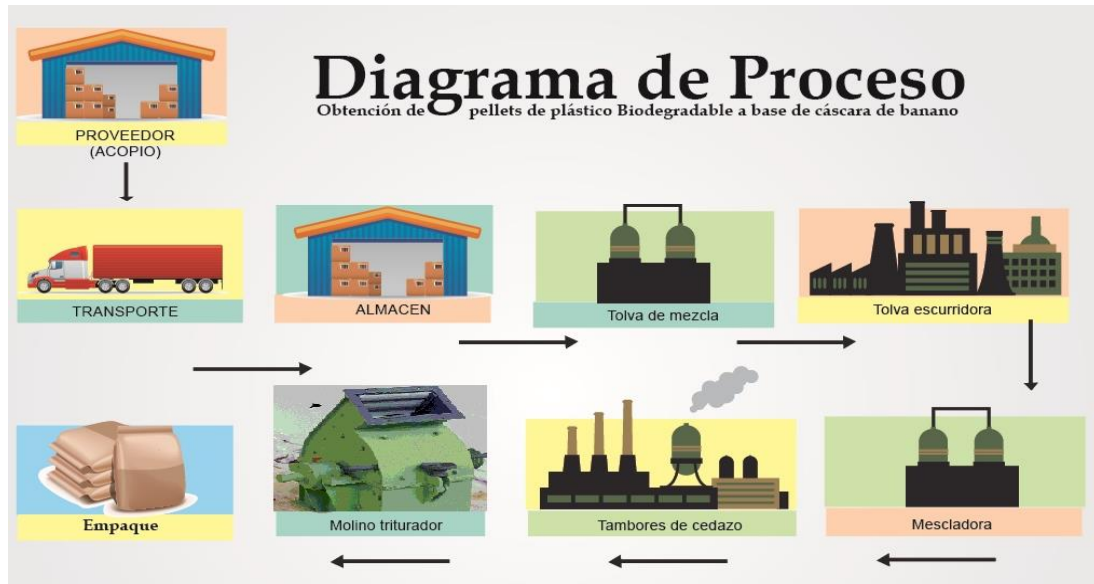 Diagrama de Proceso
Obtención de pellets de plástico Biodegradable a base de cáscara de banano
PROVEEDOR
(ACOPIO)
TRANSPORTE
ALMACEN
Tolva de mezcla
Tolva escurridora
Empaque
Molino triturador
Tambores de cedazo
Mescladora